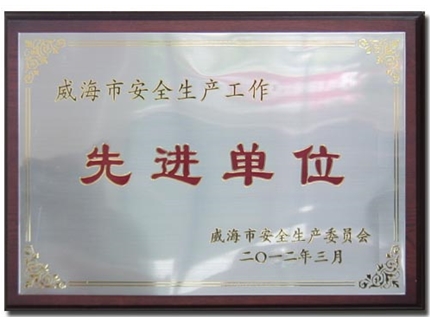 威海市安全生产工作
先进单位
威海市安全生产委员会
二〇一二年三月